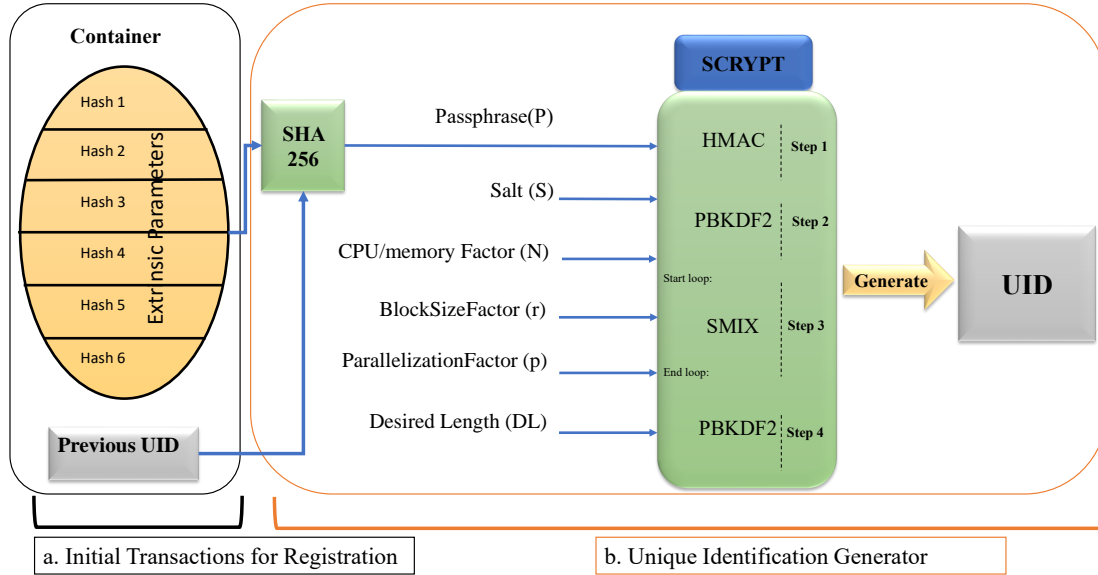 Container
Hash 1
Hash 2
Hash 3
Hash 4
Hash 5
Hash 6
Extrinsic Parameters
Previous UID
a. Initial Transactions for Registration
SHA
256
Passphrase(P)
Salt (S)
CPU/memory Factor (N)
BlockSizeFactor (r)
ParallelizationFactor (p)
Desired Length (DL)
SCRYPT
HMAC
Step 1
PBKDF2
Step 2
Start loop:
SMIX
Step 3
End loop:
PBKDF2
Step 4
Generate
UID
b. Unique Identification Generator